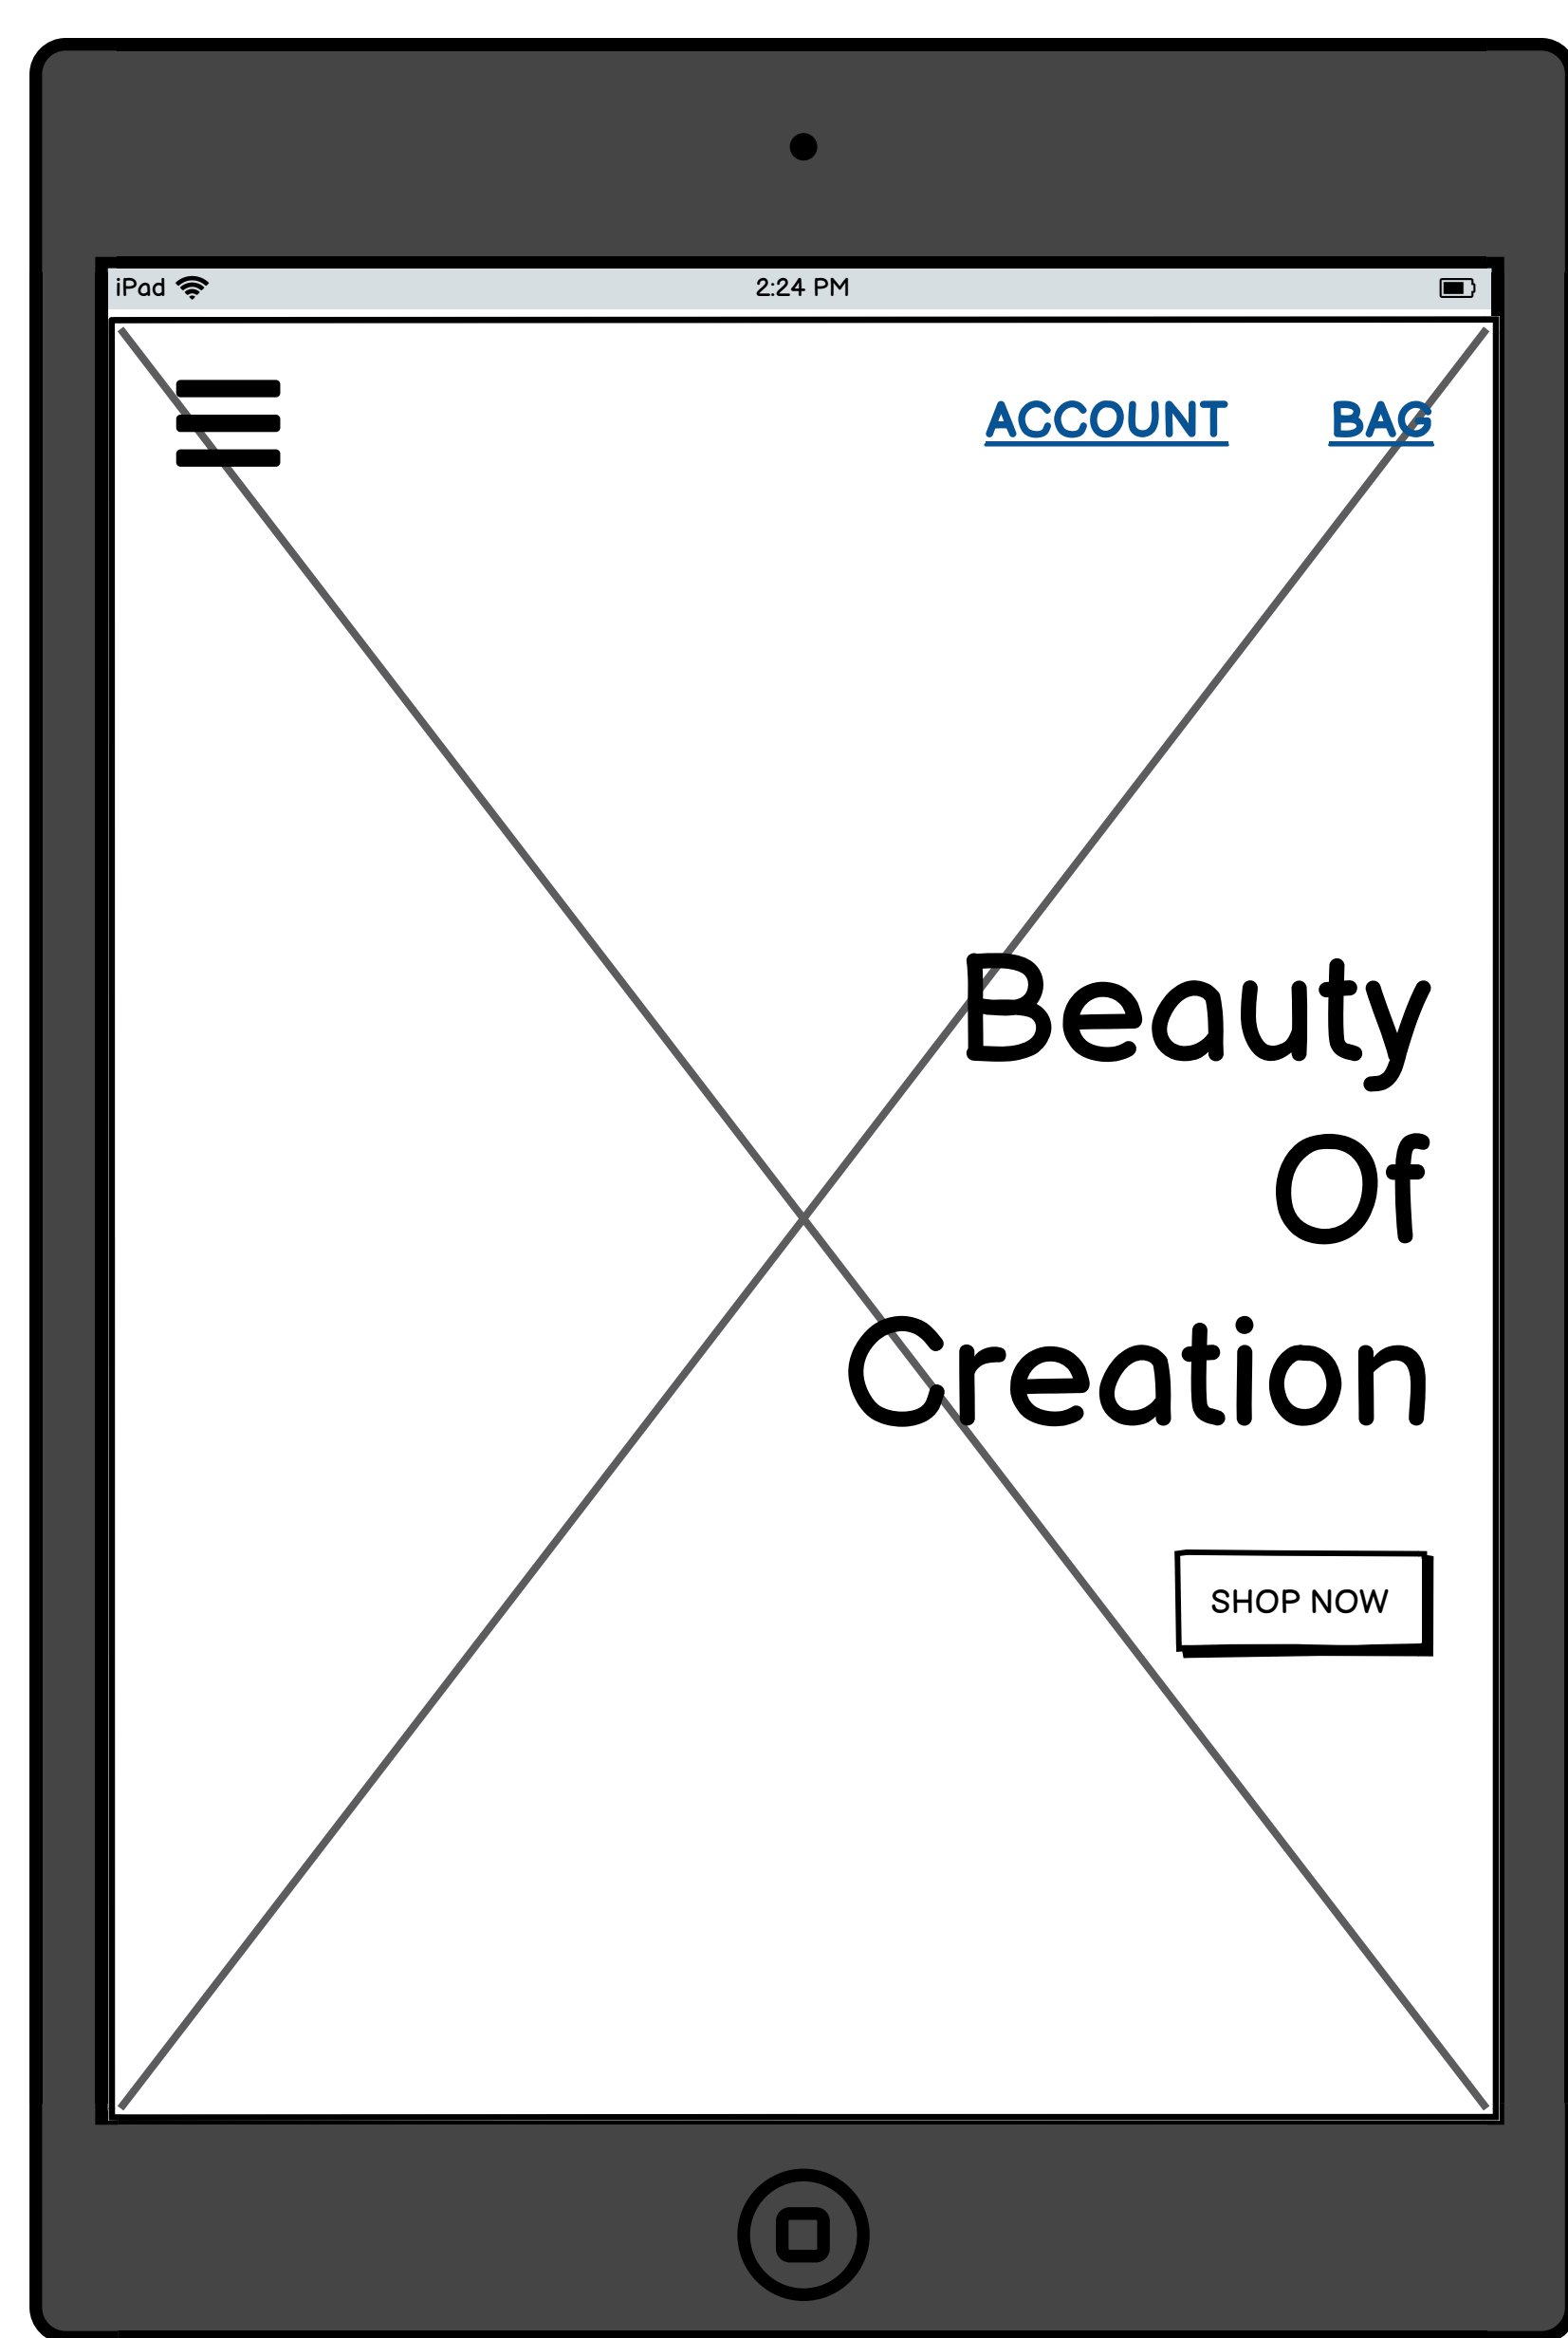 iPad 2:24 PM
ACCOUNT BAG
Beauty
Of
Creation
SHOP NOW